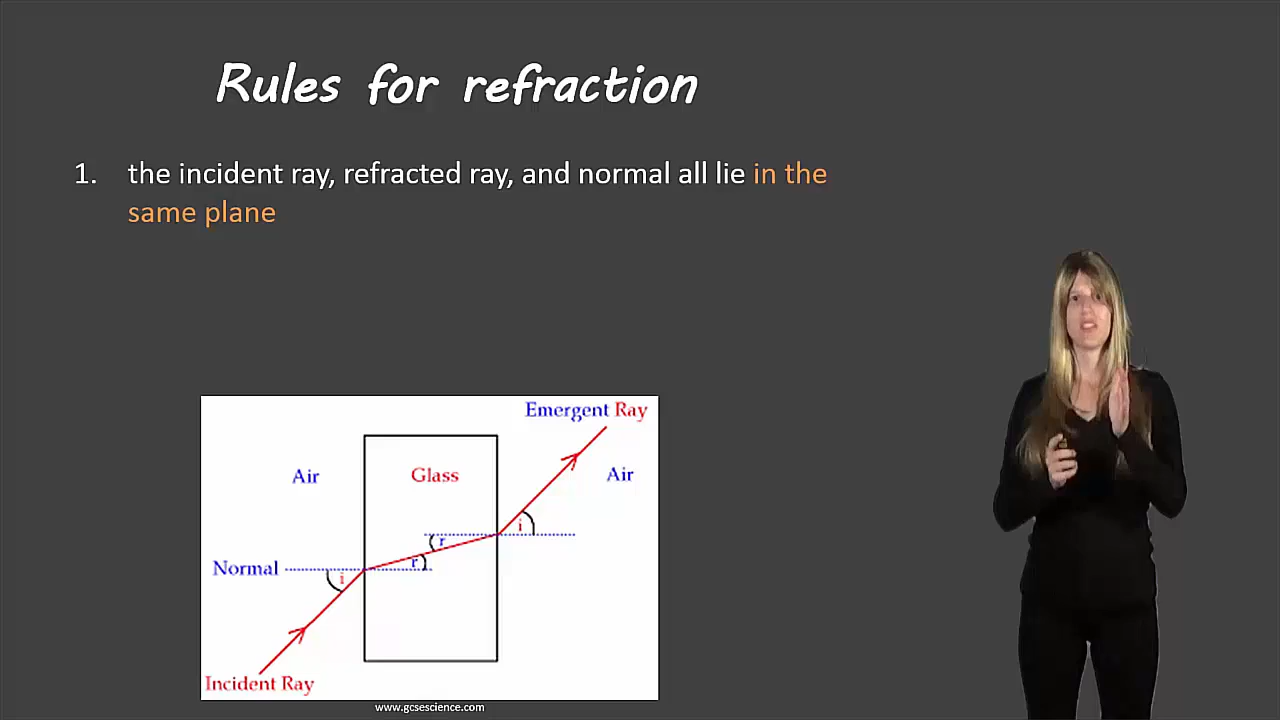 Rules for refraction
1. the incident ray, refracted ray, and normal all lie in the
same plane
Emergent Ray
Air
Glass
Air
i
r
r
Normal
i
Incident Ray
www.gcsescience.com